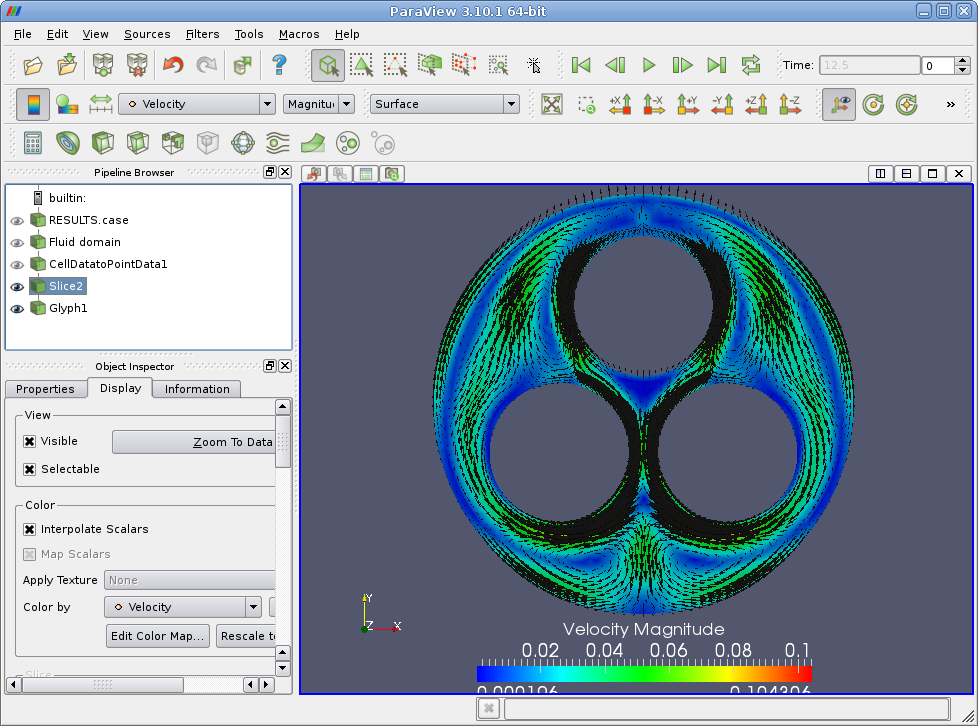 ParaView 3.10.1 64-bit
File Edit View Sources Filters Tools Macros Help
Time: 12.5 0
Velocity Magnitu Surface +X -X +Y -Y +Z -Z »
Pipeline Browser
builtin:
RESULTS.case
Fluid domain
CellDatatoPointData1
Slice2
Glyph1
Object Inspector
Properties Display Information
View
Visible Zoom To Data
Selectable
Color
Interpolate Scalars
Map Scalars
Apply Texture None
Color by Velocity
Edit Color Map... Rescale to
Slice
Y
Z X
Velocity Magnitude
0.02 0.04 0.06 0.08 0.1
0.000196 0.104306